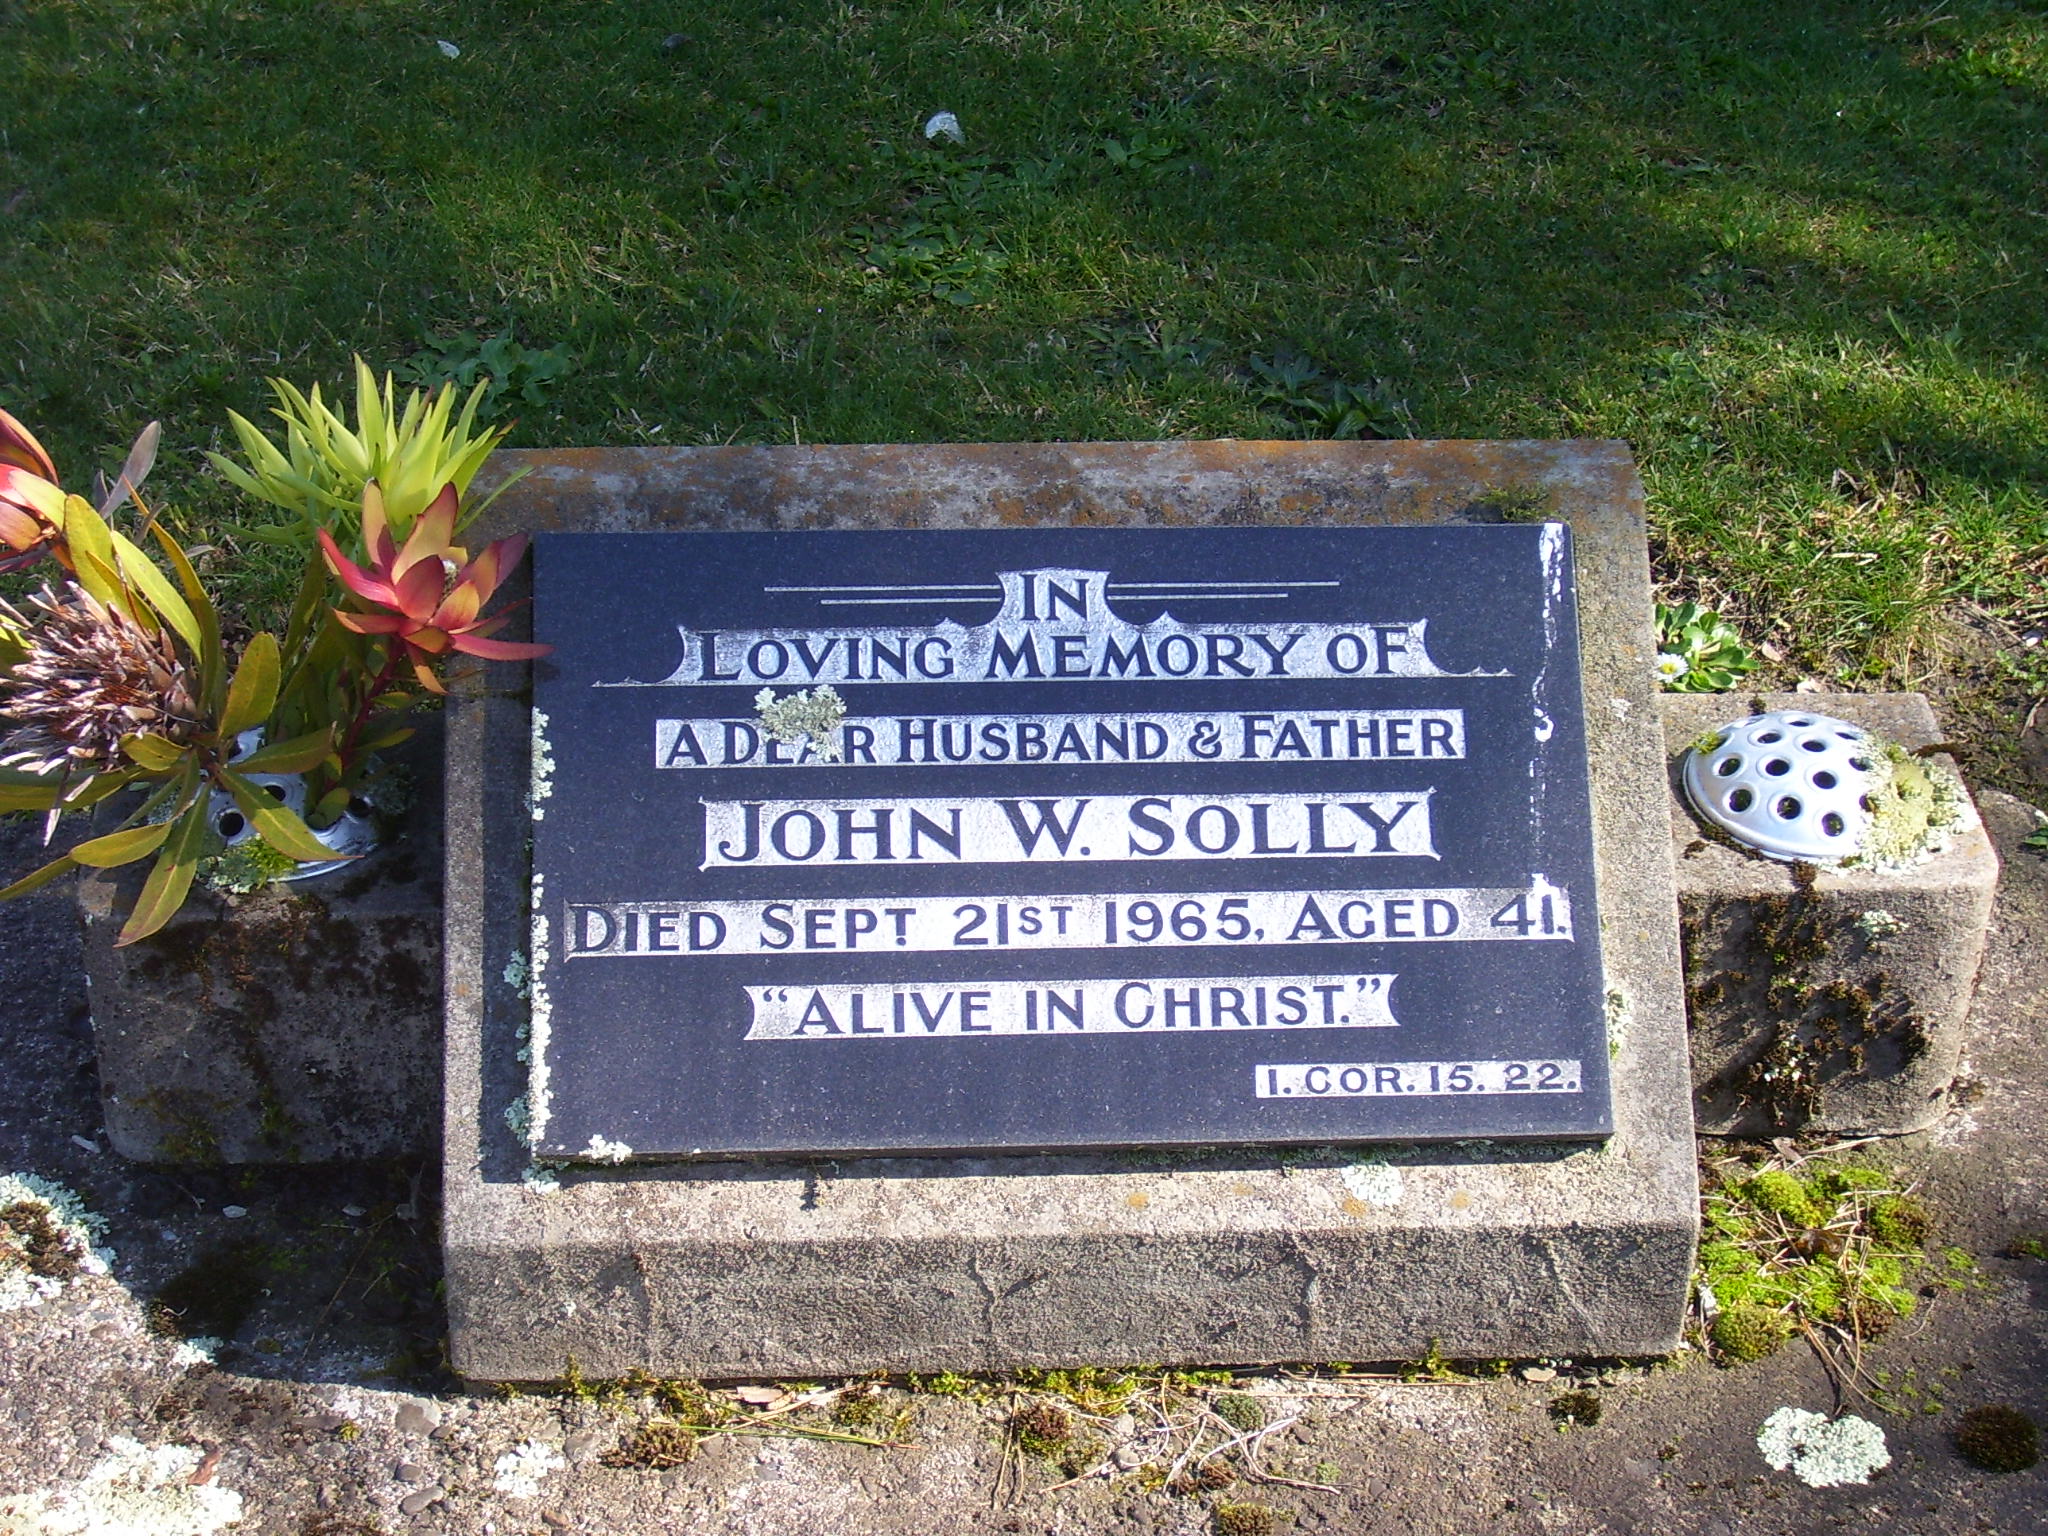 IN
LOVING MEMORY OF
A DEAR HUSBAND & FATHER
JOHN W. SOLLY
DIED SEPT. 21ST 1965, AGED 41.
"ALIVE IN CHRIST."
1. COR. 15. 22.